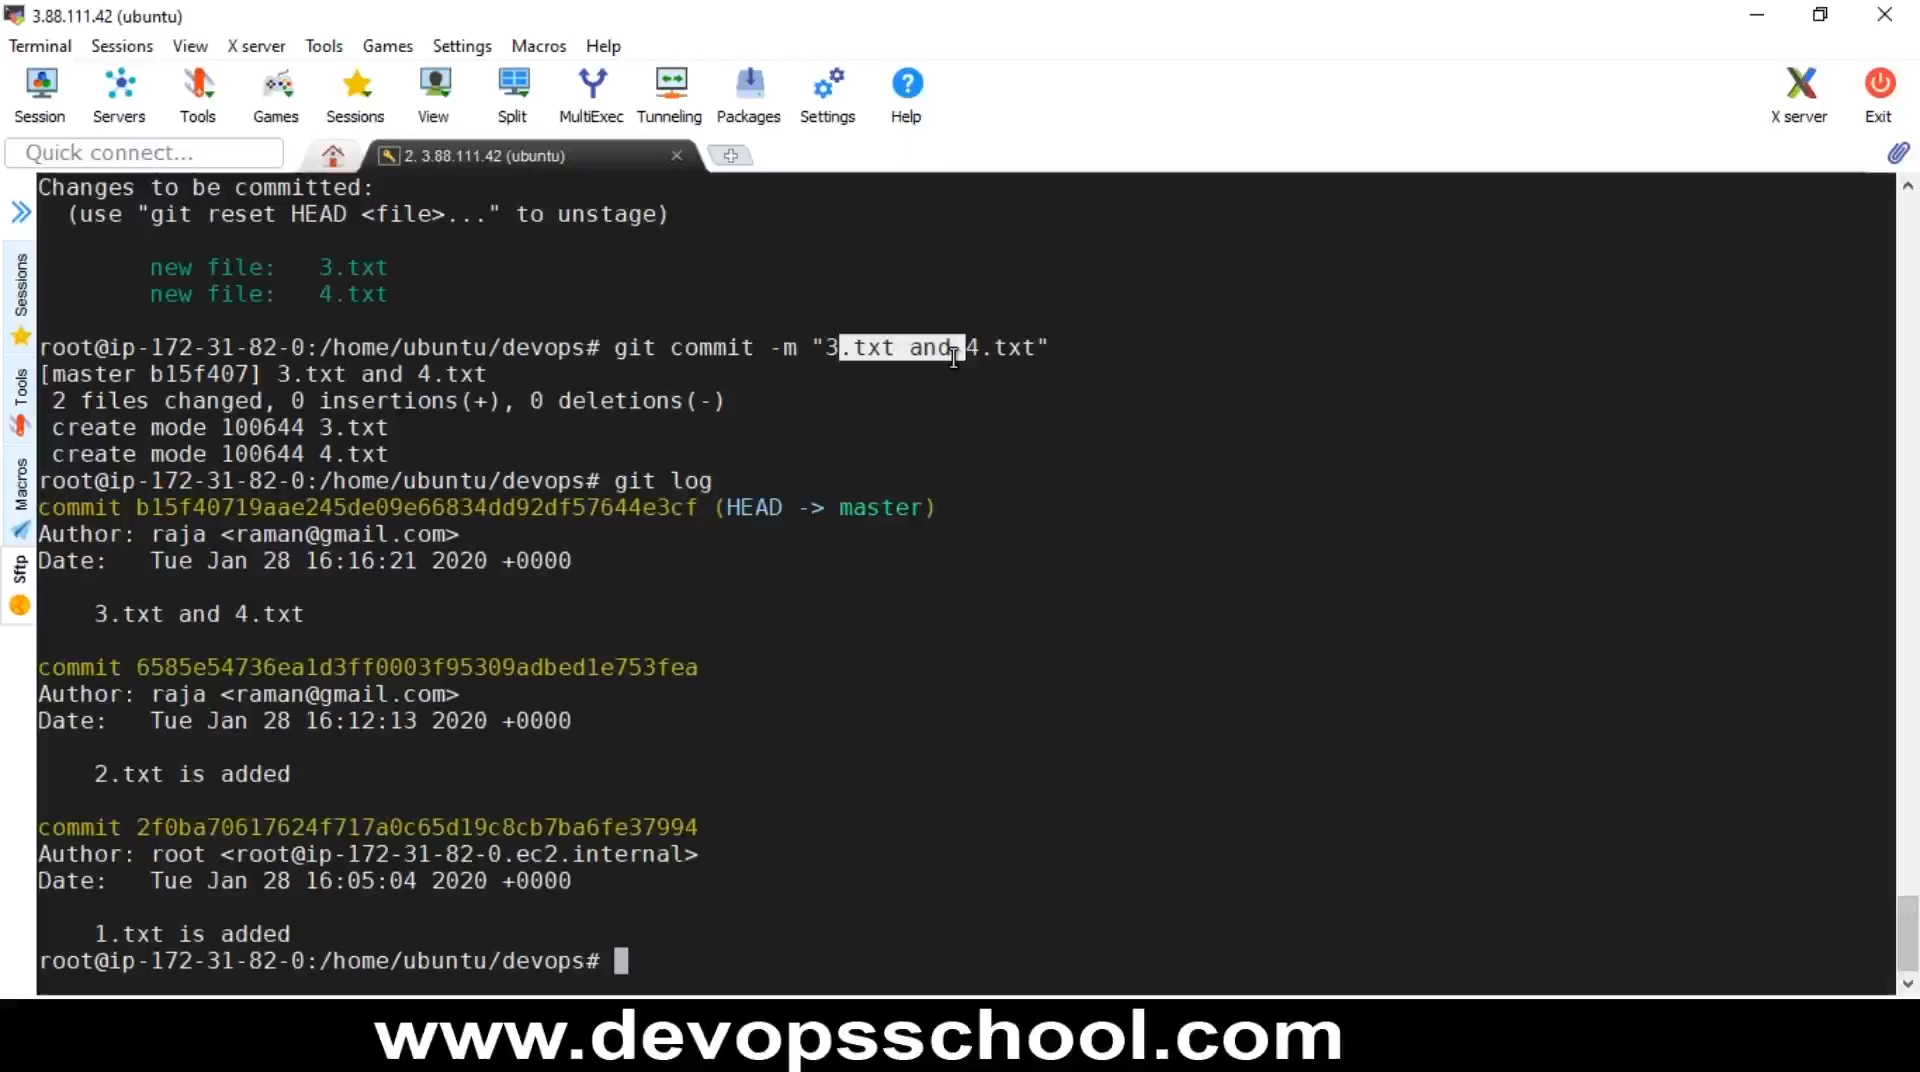 3.88.111.42 (ubuntu)
Terminal Sessions View X server Tools Games Settings Macros Help
Session Servers Tools Games Sessions View Split MultiExec Tunneling Packages Settings Help X server Exit
Quick connect... 2. 3.88.111.42 (ubuntu)
Sessions
Tools
Macros
Sftp
Changes to be committed:
  (use "git reset HEAD <file>..." to unstage)
        new file:   3.txt
        new file:   4.txt
root@ip-172-31-82-0:/home/ubuntu/devops# git commit -m "3.txt and 4.txt"
[master b15f407] 3.txt and 4.txt
 2 files changed, 0 insertions(+), 0 deletions(-)
 create mode 100644 3.txt
 create mode 100644 4.txt
root@ip-172-31-82-0:/home/ubuntu/devops# git log
commit b15f40719aae245de09e66834dd92df57644e3cf (HEAD -> master)
Author: raja <raman@gmail.com>
Date:   Tue Jan 28 16:16:21 2020 +0000
    3.txt and 4.txt
commit 6585e54736ea1d3ff0003f95309adbed1e753fea
Author: raja <raman@gmail.com>
Date:   Tue Jan 28 16:12:13 2020 +0000
    2.txt is added
commit 2f0ba70617624f717a0c65d19c8cb7ba6fe37994
Author: root <root@ip-172-31-82-0.ec2.internal>
Date:   Tue Jan 28 16:05:04 2020 +0000
    1.txt is added
root@ip-172-31-82-0:/home/ubuntu/devops#
www.devopsschool.com